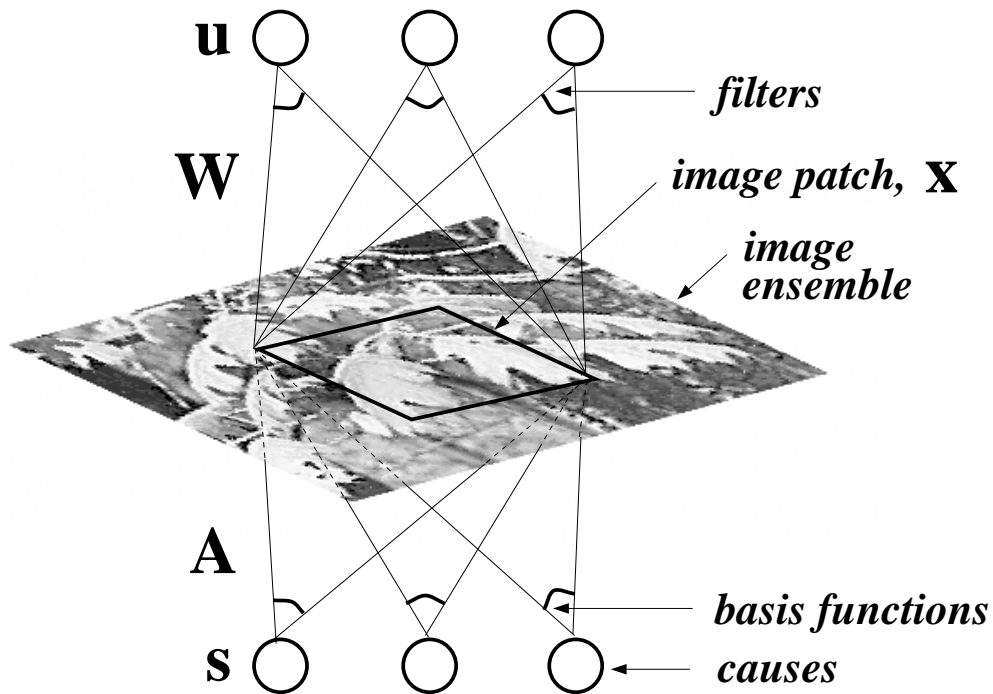 u
filters
W
image patch, x
image
ensemble
A
basis functions
s
causes